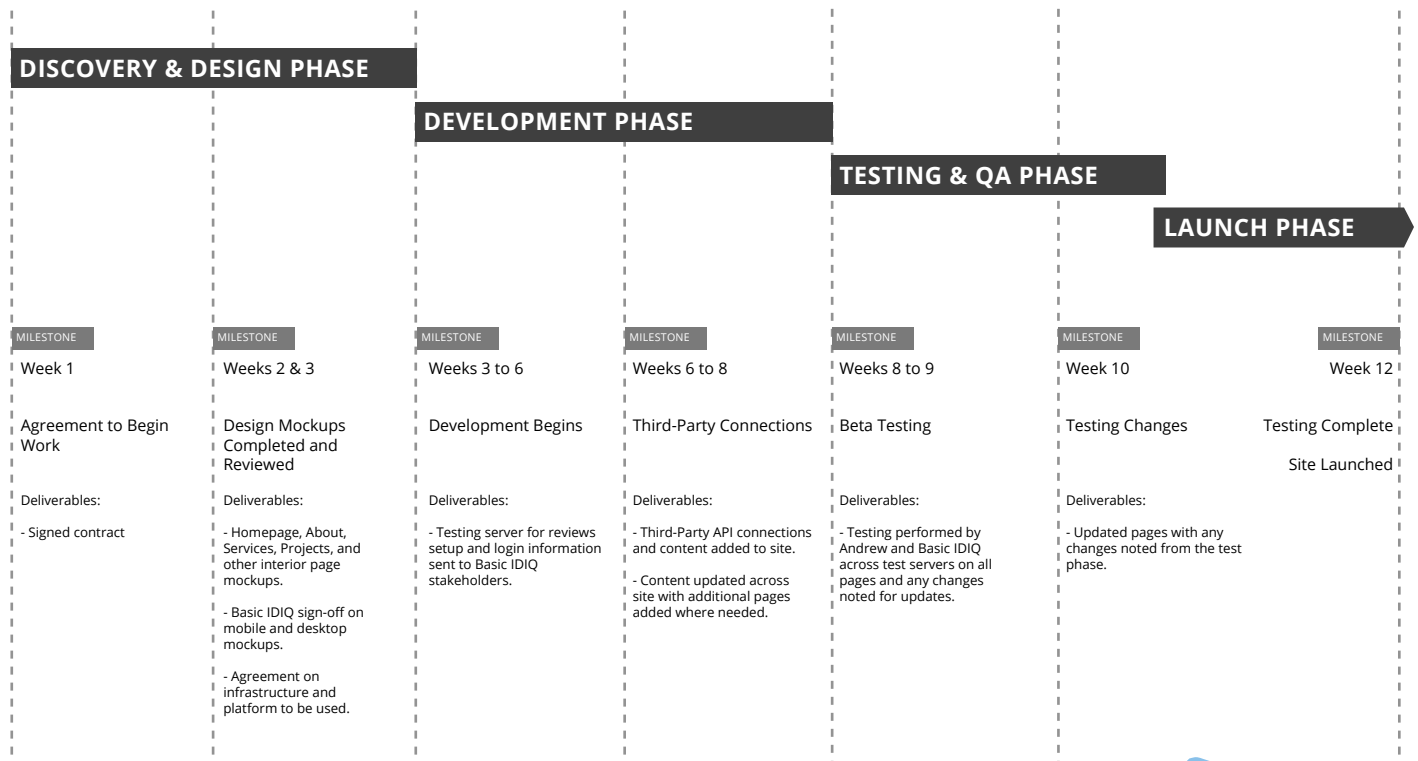 DISCOVERY & DESIGN PHASE
DEVELOPMENT PHASE
TESTING & QA PHASE
LAUNCH PHASE
MILESTONE
Week 1
Agreement to Begin
Work
Deliverables:
- Signed contract
MILESTONE
Weeks 2 & 3
Design Mockups
Completed and
Reviewed
Deliverables:
- Homepage, About,
Services, Projects, and
other interior page
mockups.
- Basic IDIQ sign-off on
mobile and desktop
mockups.
- Agreement on
infrastructure and
platform to be used.
MILESTONE
Weeks 3 to 6
Development Begins
Deliverables:
- Testing server for reviews
setup and login information
sent to Basic IDIQ
stakeholders.
MILESTONE
Weeks 6 to 8
Third-Party Connections
Deliverables:
- Third-Party API connections
and content added to site.
- Content updated across
site with additional pages
added where needed.
MILESTONE
Weeks 8 to 9
Beta Testing
Deliverables:
- Testing performed by
Andrew and Basic IDIQ
across test servers on all
pages and any changes
noted for updates.
MILESTONE
Week 10
Testing Changes
Deliverables:
- Updated pages with any
changes noted from the test
phase.
MILESTONE
Week 12
Testing Complete
Site Launched